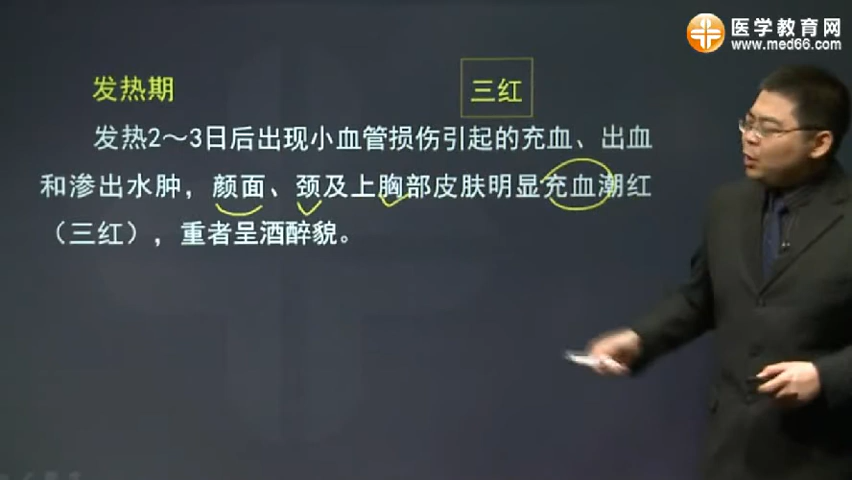 医学教育网
www.med66.com
发热期
三红
发热2～3日后出现小血管损伤引起的充血、出血
和渗出水肿，颜面、颈及上胸部皮肤明显充血潮红
（三红），重者呈酒醉貌。